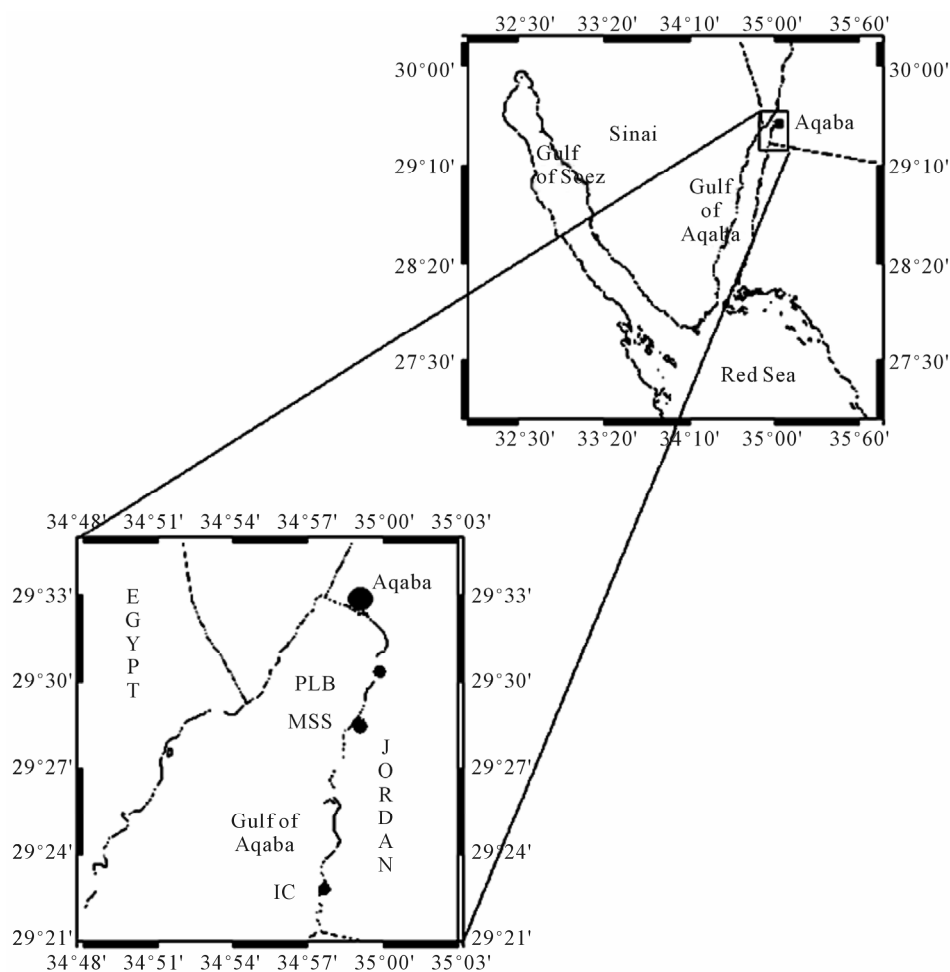 32°30' 33°20' 34°10' 35°00' 35°60'
30°00' 30°00'
Sinai
Aqaba
Gulf
of Soez
29°10' 29°10'
Gulf
of
Aqaba
28°20' 28°20'
27°30' 27°30'
Red Sea
32°30' 33°20' 34°10' 35°00' 35°60'
34°48' 34°51' 34°54' 34°57' 35°00' 35°03'
Aqaba
29°33' 29°33'
EGYPT
29°30' 29°30'
PLB
MSS
JORDAN
29°27' 29°27'
Gulf of
Aqaba
29°24' 29°24'
IC
29°21' 29°21'
34°48' 34°51' 34°54' 34°57' 35°00' 35°03'